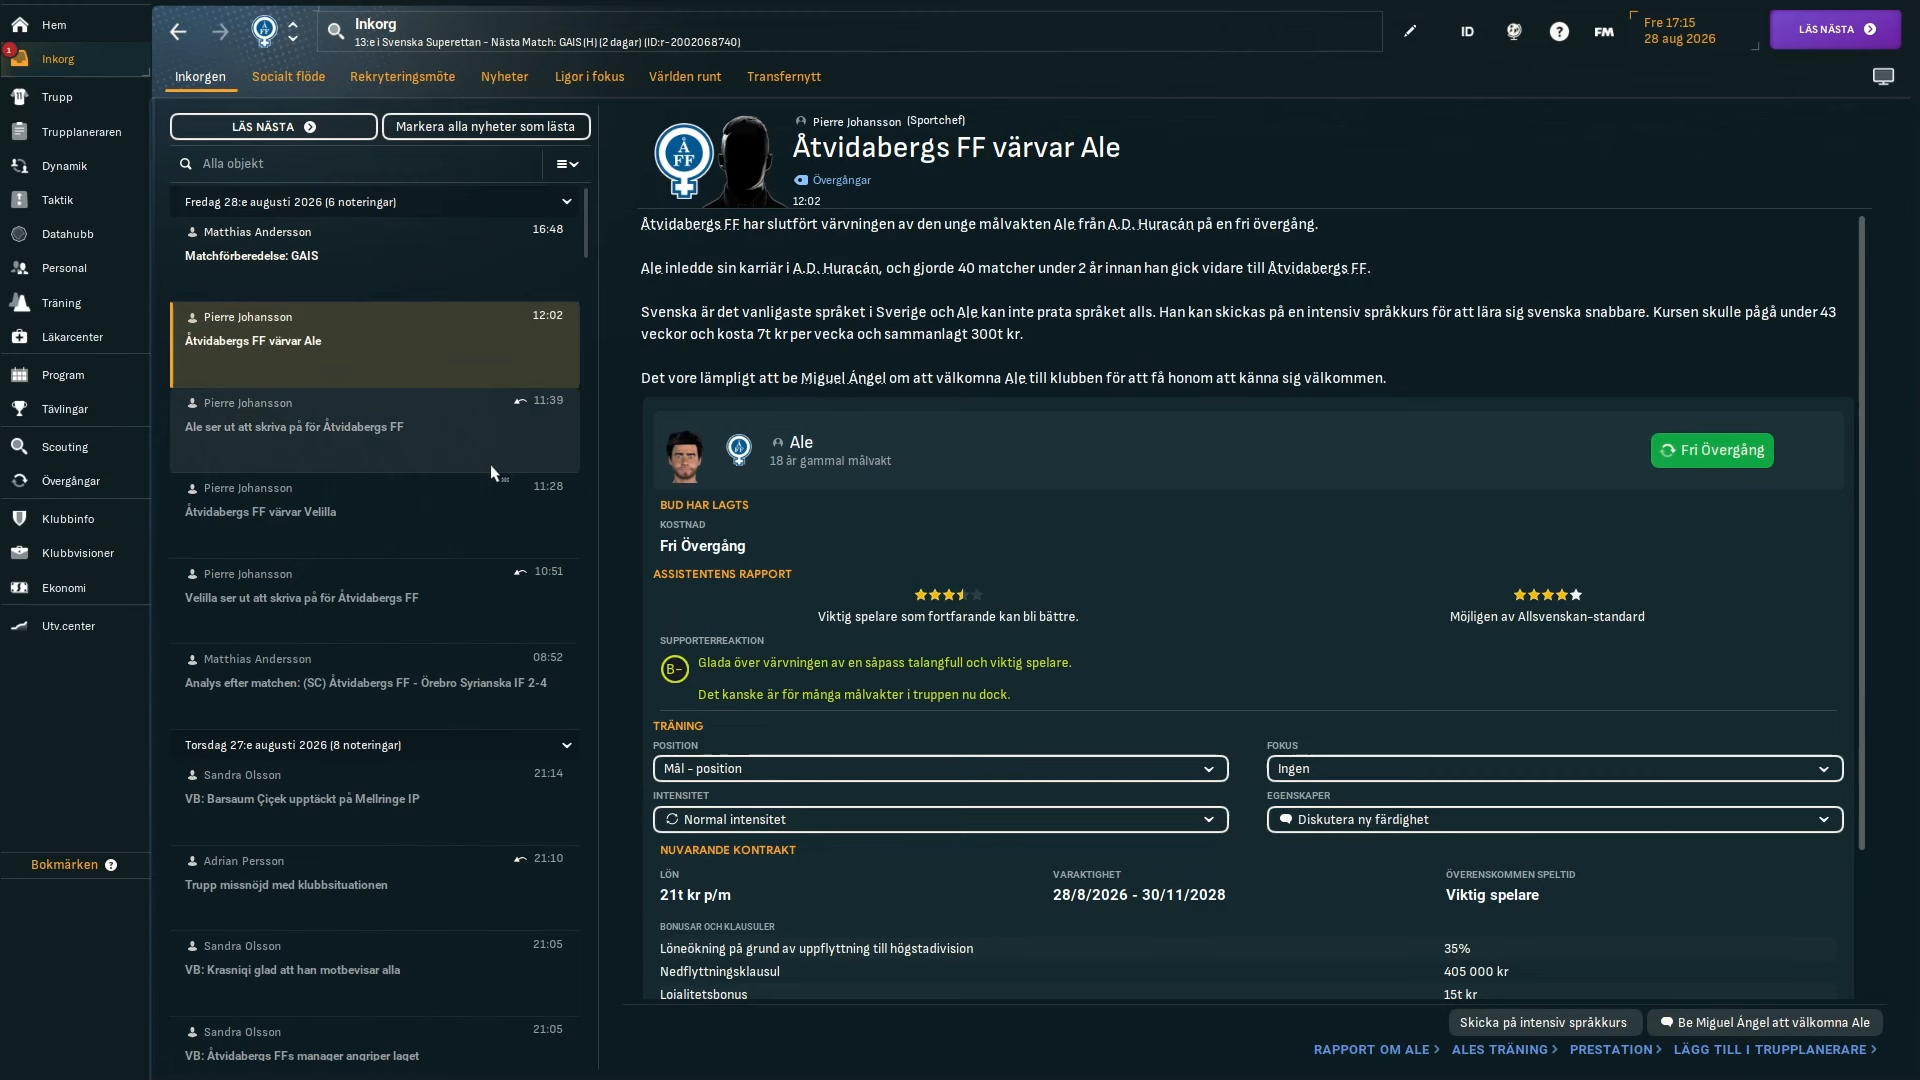 Hem
Inkorg
1
Trupp
Trupplaneraren
Dynamik
Taktik
Datahubb
Personal
Träning
Läkarcenter
Program
Tävlingar
Scouting
Övergångar
Klubbinfo
Klubbvisioner
Ekonomi
Utv.center
Bokmärken ?
Inkorg
13:e i Svenska Superettan - Nästa Match: GAIS (H) (2 dagar) (ID:r-2002068740)
ID
?
FM
Fre 17:15
28 aug 2026
LÄS NÄSTA
Inkorgen
Socialt flöde
Rekryteringsmöte
Nyheter
Ligor i fokus
Världen runt
Transfernytt
LÄS NÄSTA
Markera alla nyheter som lästa
Alla objekt
Fredag 28:e augusti 2026 (6 noteringar)
Matthias Andersson 16:48
Matchförberedelse: GAIS
Pierre Johansson 12:02
Åtvidabergs FF värvar Ale
Pierre Johansson 11:39
Ale ser ut att skriva på för Åtvidabergs FF
Pierre Johansson 11:28
Åtvidabergs FF värvar Velilla
Pierre Johansson 10:51
Velilla ser ut att skriva på för Åtvidabergs FF
Matthias Andersson 08:52
Analys efter matchen: (SC) Åtvidabergs FF - Örebro Syrianska IF 2-4
Torsdag 27:e augusti 2026 (8 noteringar)
Sandra Olsson 21:14
VB: Barsaum Çiçek upptäckt på Mellringe IP
Adrian Persson 21:10
Trupp missnöjd med klubbsituationen
Sandra Olsson 21:05
VB: Krasniqi glad att han motbevisar alla
Sandra Olsson 21:05
VB: Åtvidabergs FFs manager angriper laget
Å
FF
Pierre Johansson (Sportchef)
Åtvidabergs FF värvar Ale
Övergångar
12:02
Åtvidabergs FF har slutfört värvningen av den unge målvakten Ale från A.D. Huracán på en fri övergång.
Ale inledde sin karriär i A.D. Huracán, och gjorde 40 matcher under 2 år innan han gick vidare till Åtvidabergs FF.
Svenska är det vanligaste språket i Sverige och Ale kan inte prata språket alls. Han kan skickas på en intensiv språkkurs för att lära sig svenska snabbare. Kursen skulle pågå under 43
veckor och kosta 7t kr per vecka och sammanlagt 300t kr.
Det vore lämpligt att be Miguel Ángel om att välkomna Ale till klubben för att få honom att känna sig välkommen.
Ale
18 år gammal målvakt
Fri Övergång
BUD HAR LAGTS
KOSTNAD
Fri Övergång
ASSISTENTENS RAPPORT
Viktig spelare som fortfarande kan bli bättre.
Möjligen av Allsvenskan-standard
SUPPORTERREAKTION
B-
Glada över värvningen av en såpass talangfull och viktig spelare.
Det kanske är för många målvakter i truppen nu dock.
TRÄNING
POSITION
FOKUS
Mål - position
Ingen
INTENSITET
EGENSKAPER
Normal intensitet
Diskutera ny färdighet
NUVARANDE KONTRAKT
LÖN
VARAKTIGHET
ÖVERENSKOMMEN SPELTID
21t kr p/m
28/8/2026 - 30/11/2028
Viktig spelare
BONUSAR OCH KLAUSULER
Löneökning på grund av uppflyttning till högstadivision 35%
Nedflyttningsklausul 405 000 kr
Lojalitetsbonus 15t kr
Skicka på intensiv språkkurs
Be Miguel Ángel att välkomna Ale
RAPPORT OM ALE
ALES TRÄNING
PRESTATION
LÄGG TILL I TRUPPLANERARE